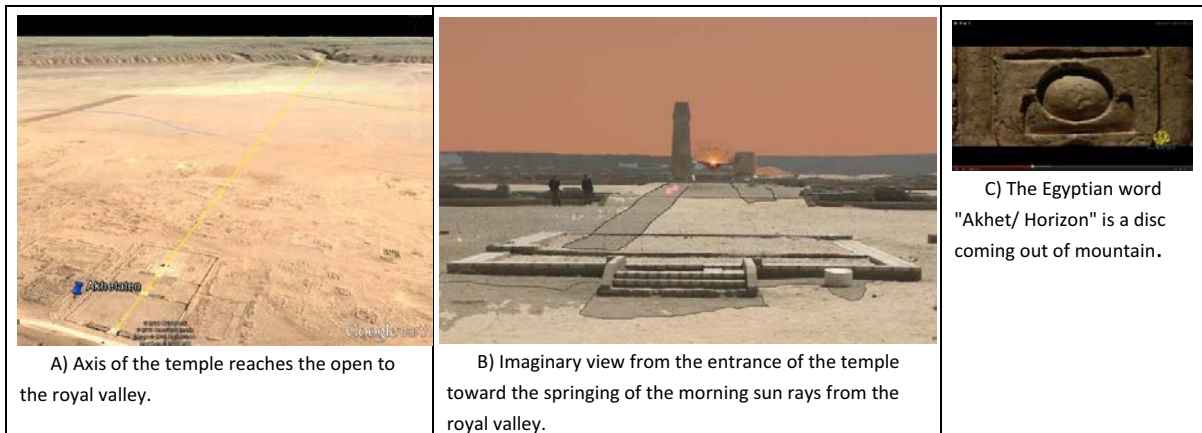 Akhetaten
Google earth
A) Axis of the temple reaches the open to
the royal valley.
B) Imaginary view from the entrance of the temple
toward the springing of the morning sun rays from the
royal valley.
C) The Egyptian word
"Akhet/ Horizon" is a disc
coming out of mountain.